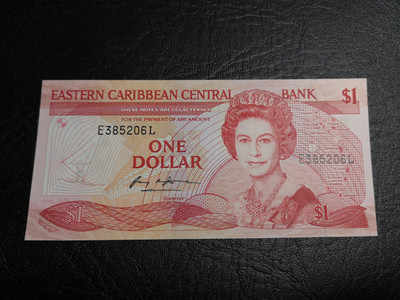 EASTERN CARIBBEAN CENTRAL BANK $1
THESE NOTES ARE LEGAL TENDER
FOR THE PAYMENT OF ANY AMOUNT
E385206L
ONE
DOLLAR
E385206L
$1
$1